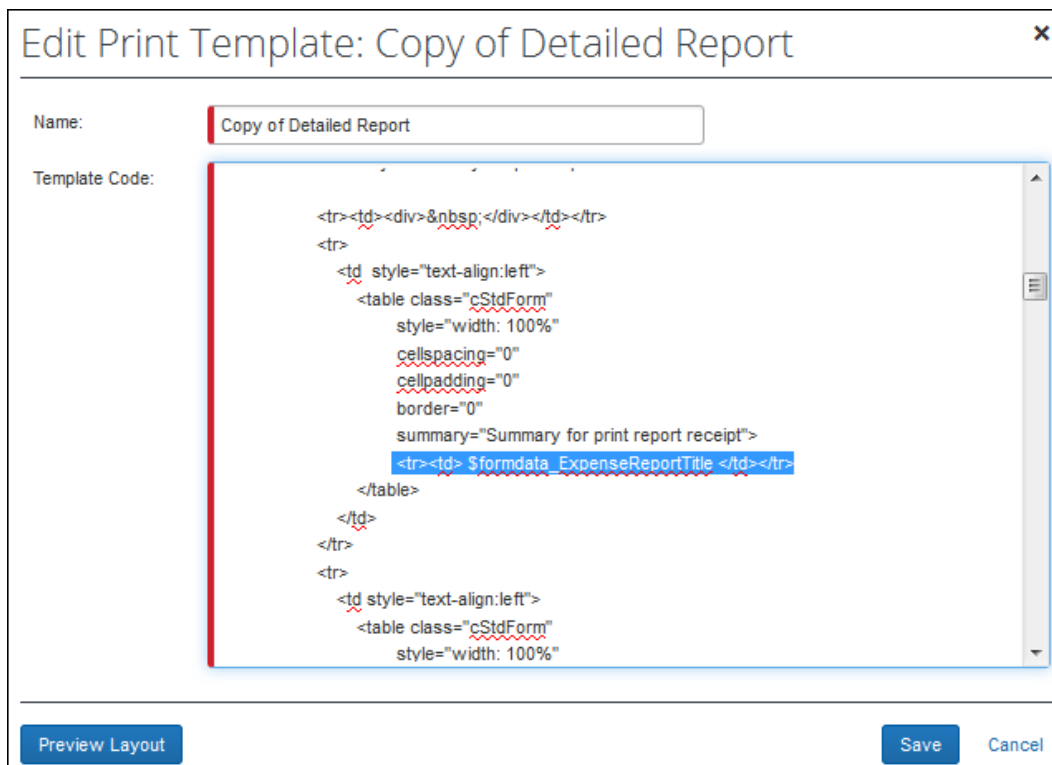 Edit Print Template: Copy of Detailed Report
Name:
Copy of Detailed Report
Template Code:
<tr><td><div>&nbsp;</div></td></tr>
<tr>
<td  style="text-align:left">
<table class="cStdForm"
style="width: 100%"
cellspacing="0"
cellpadding="0"
border="0"
summary="Summary for print report receipt">
<tr><td> $formdata_ExpenseReportTitle </td></tr>
</table>
</td>
</tr>
<tr>
<td style="text-align:left">
<table class="cStdForm"
style="width: 100%"
Preview Layout
Save
Cancel